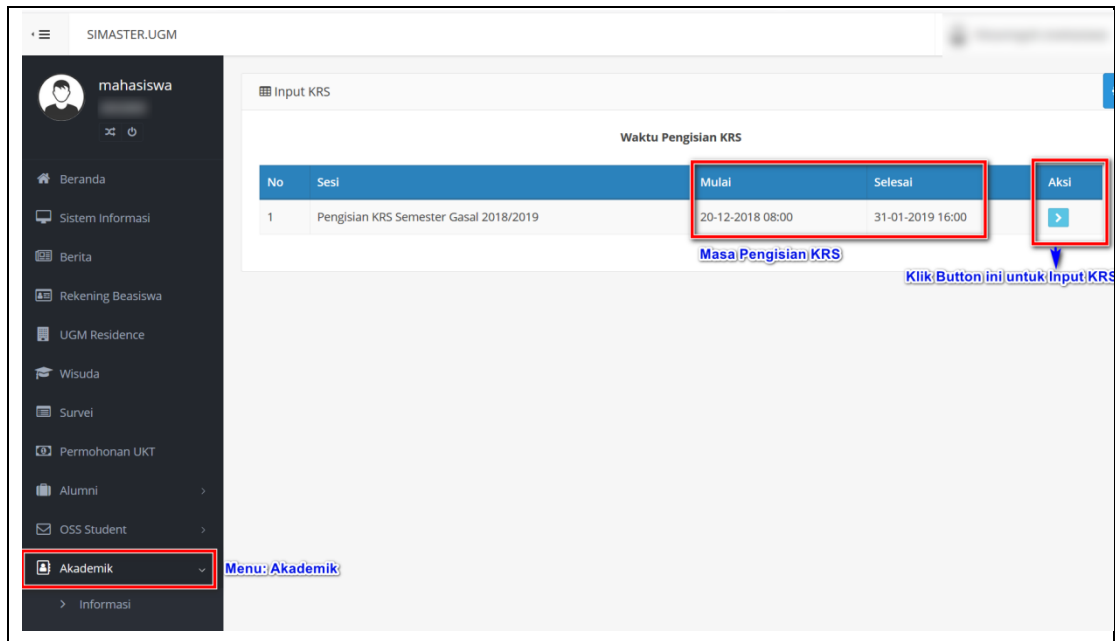 SIMASTER.UGM
mahasiswa
Input KRS
Waktu Pengisian KRS
No Sesi Mulai Selesai Aksi
1 Pengisian KRS Semester Gasal 2018/2019 20-12-2018 08:00 31-01-2019 16:00
Masa Pengisian KRS
Klik Button ini untuk Input KRS
Beranda
Sistem Informasi
Berita
Rekening Beasiswa
UGM Residence
Wisuda
Survei
Permohonan UKT
Alumni
OSS Student
Akademik
Menu: Akademik
Informasi